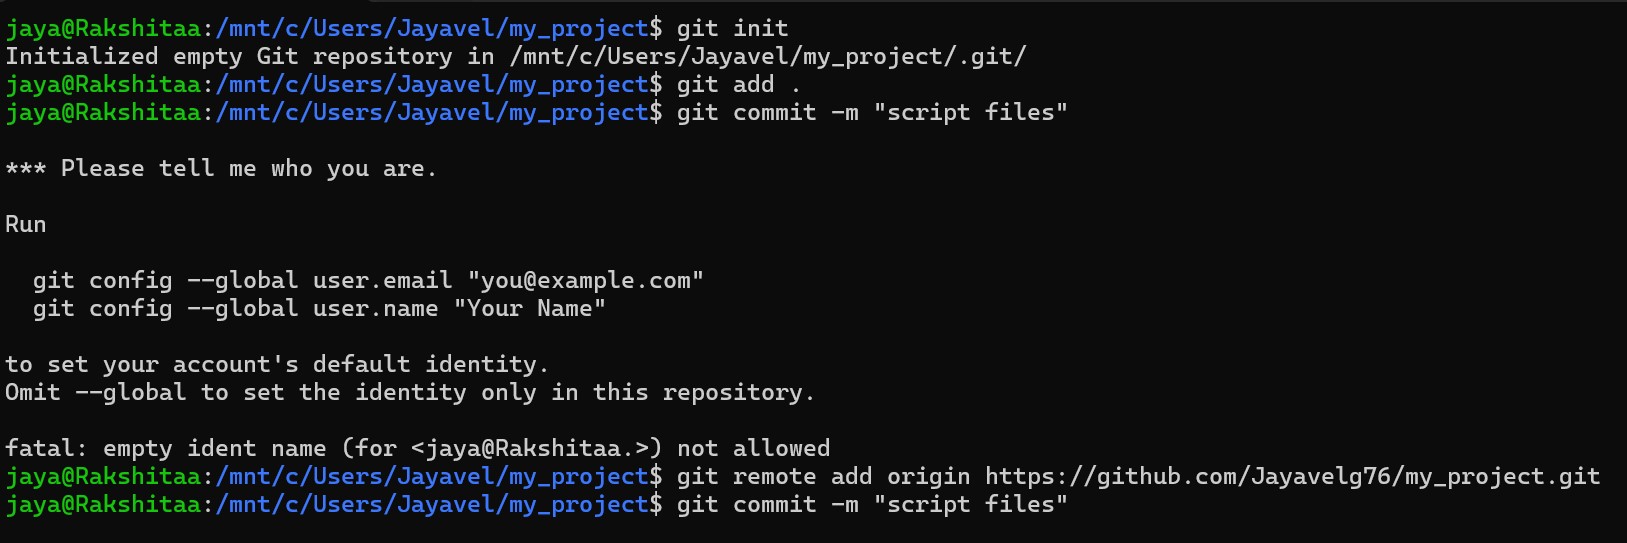 jaya@Rakshitaa:/mnt/c/Users/Jayavel/my_project$ git init
Initialized empty Git repository in /mnt/c/Users/Jayavel/my_project/.git/
jaya@Rakshitaa:/mnt/c/Users/Jayavel/my_project$ git add .
jaya@Rakshitaa:/mnt/c/Users/Jayavel/my_project$ git commit -m "script files"

*** Please tell me who you are.

Run

  git config --global user.email "you@example.com"
  git config --global user.name "Your Name"

to set your account's default identity.
Omit --global to set the identity only in this repository.

fatal: empty ident name (for <jaya@Rakshitaa.>) not allowed
jaya@Rakshitaa:/mnt/c/Users/Jayavel/my_project$ git remote add origin https://github.com/Jayavelg76/my_project.git
jaya@Rakshitaa:/mnt/c/Users/Jayavel/my_project$ git commit -m "script files"